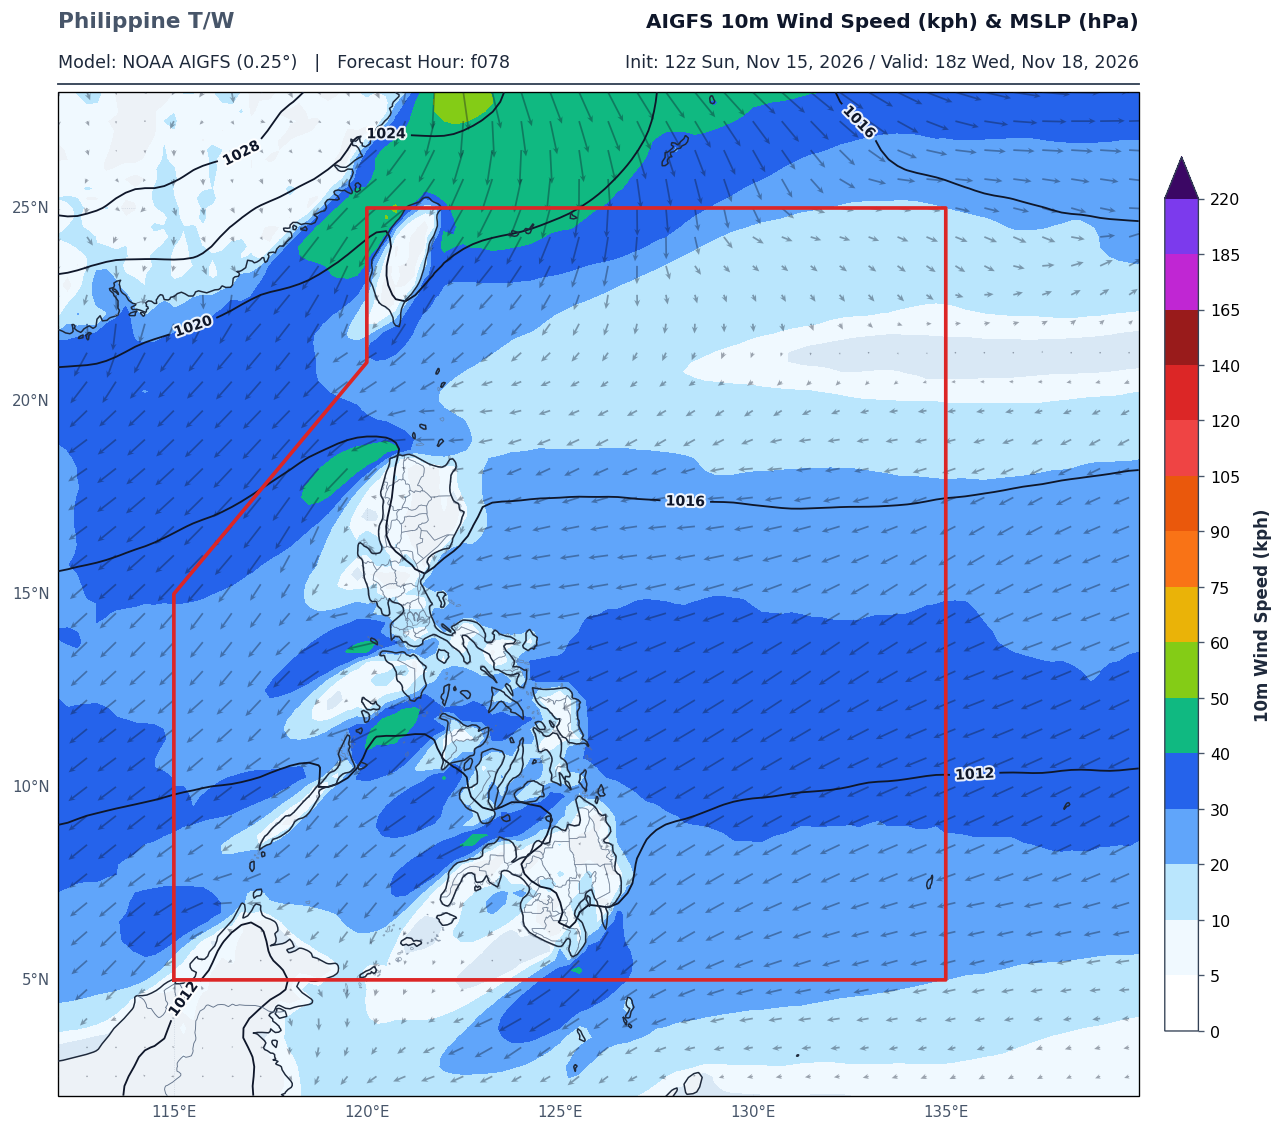 Philippine T/W
AIGFS 10m Wind Speed (kph) & MSLP (hPa)
Model: NOAA AIGFS (0.25°)   |   Forecast Hour: f078
Init: 12z Sun, Nov 15, 2026 / Valid: 18z Wed, Nov 18, 2026
1024
1016
1028
1020
1016
1012
1012
25°N
20°N
15°N
10°N
5°N
115°E
120°E
125°E
130°E
135°E
220
185
165
140
120
105
90
75
60
50
40
30
20
10
5
0
10m Wind Speed (kph)